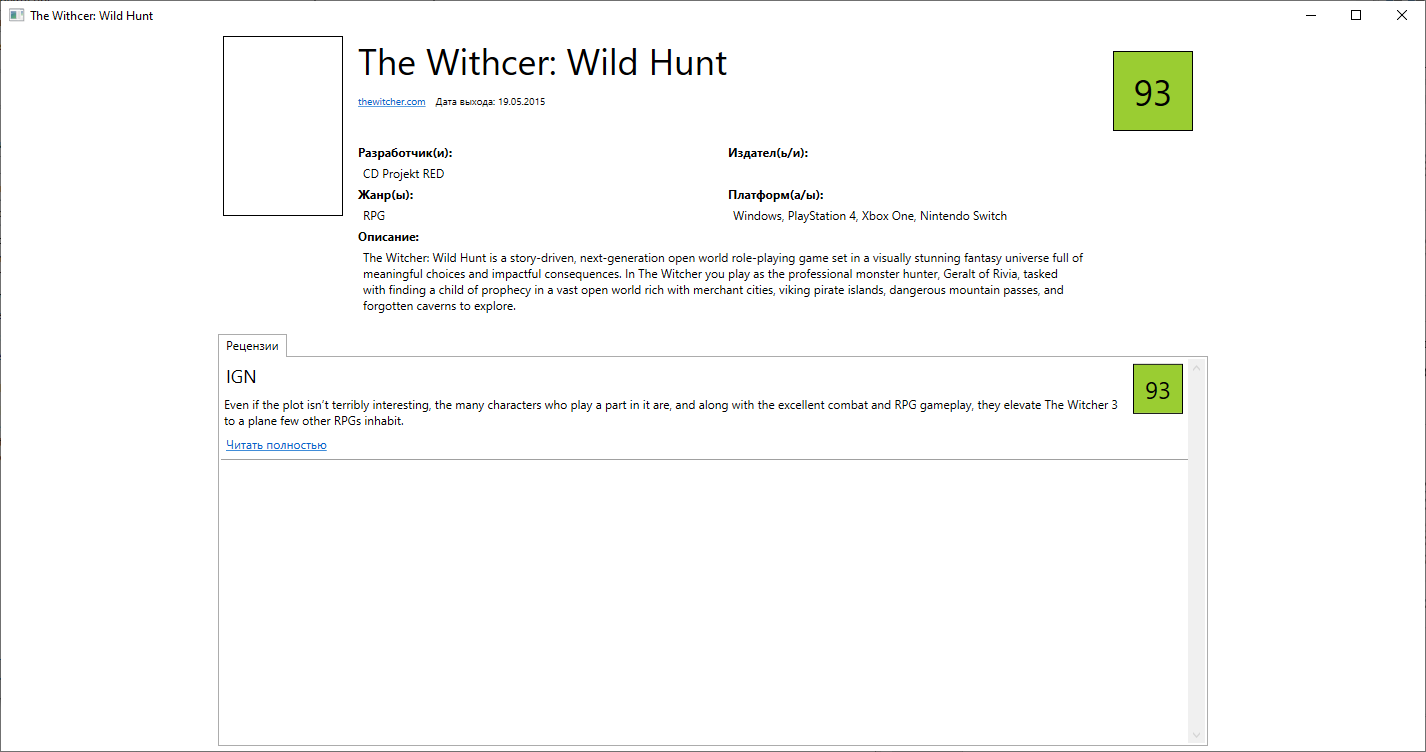 The Withcer: Wild Hunt
The Withcer: Wild Hunt
93
thewitcher.com Дата выхода: 19.05.2015
Разработчик(и): Издател(ь/и):
CD Projekt RED
Жанр(ы): Платформ(а/ы):
RPG Windows, PlayStation 4, Xbox One, Nintendo Switch
Описание:
The Witcher: Wild Hunt is a story-driven, next-generation open world role-playing game set in a visually stunning fantasy universe full of
meaningful choices and impactful consequences. In The Witcher you play as the professional monster hunter, Geralt of Rivia, tasked
with finding a child of prophecy in a vast open world rich with merchant cities, viking pirate islands, dangerous mountain passes, and
forgotten caverns to explore.
Рецензии
IGN
93
Even if the plot isn’t terribly interesting, the many characters who play a part in it are, and along with the excellent combat and RPG gameplay, they elevate The Witcher 3
to a plane few other RPGs inhabit.
Читать полностью